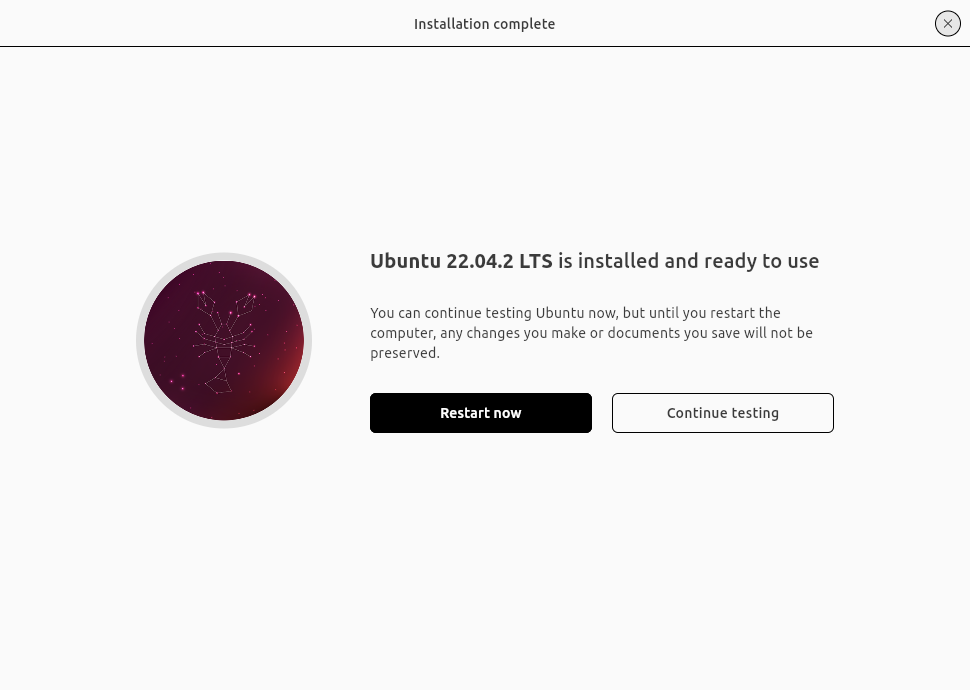 Installation complete
Ubuntu 22.04.2 LTS is installed and ready to use
You can continue testing Ubuntu now, but until you restart the
computer, any changes you make or documents you save will not be
preserved.
Restart now
Continue testing